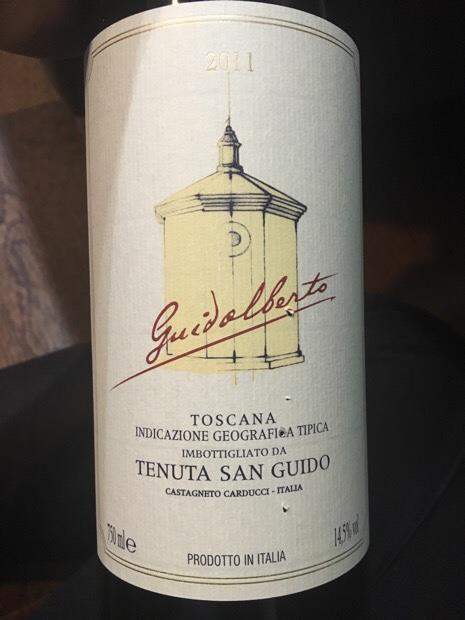 2011
Guidalberto
TOSCANA
INDICAZIONE GEOGRAFICA TIPICA
IMBOTTIGLIATO DA
TENUTA SAN GUIDO
CASTAGNETO CARDUCCI - ITALIA
750 ml e 14,5% vol
PRODOTTO IN ITALIA